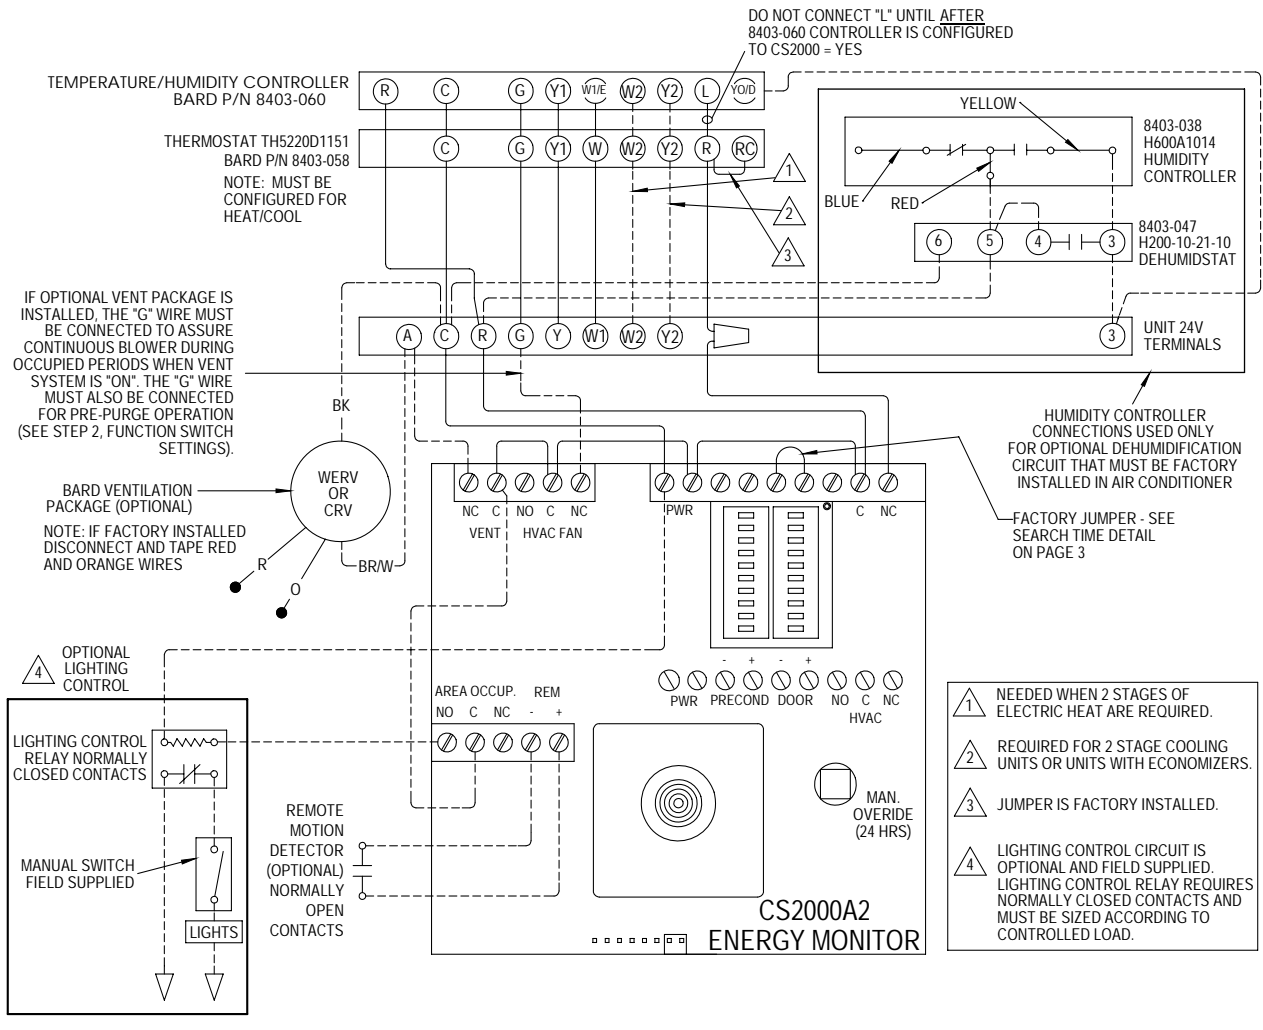 DO NOT CONNECT "L" UNTIL AFTER
8403-060 CONTROLLER IS CONFIGURED
TO CS2000 = YES
TEMPERATURE/HUMIDITY CONTROLLER
BARD P/N 8403-060
R C G Y1 W1/E W2 Y2 L YO/D
THERMOSTAT TH5220D1151
BARD P/N 8403-058
C G Y1 W W2 Y2 R RC
NOTE: MUST BE
CONFIGURED FOR
HEAT/COOL
1
2
3
YELLOW
BLUE
RED
8403-038
H600A1014
HUMIDITY
CONTROLLER
6 5 4 3
8403-047
H200-10-21-10
DEHUMIDSTAT
IF OPTIONAL VENT PACKAGE IS
INSTALLED, THE "G" WIRE MUST
BE CONNECTED TO ASSURE
CONTINUOUS BLOWER DURING
OCCUPIED PERIODS WHEN VENT
SYSTEM IS "ON". THE "G" WIRE
MUST ALSO BE CONNECTED
FOR PRE-PURGE OPERATION
(SEE STEP 2, FUNCTION SWITCH
SETTINGS).
A C R G Y W1 W2 Y2 3
UNIT 24V
TERMINALS
HUMIDITY CONTROLLER
CONNECTIONS USED ONLY
FOR OPTIONAL DEHUMIDIFICATION
CIRCUIT THAT MUST BE FACTORY
INSTALLED IN AIR CONDITIONER
BK
WERV
OR
CRV
BARD VENTILATION
PACKAGE (OPTIONAL)
NOTE: IF FACTORY INSTALLED
DISCONNECT AND TAPE RED
AND ORANGE WIRES
R
O
BR/W
NC C NO C NC
VENT HVAC FAN
PWR
C NC
FACTORY JUMPER - SEE
SEARCH TIME DETAIL
ON PAGE 3
4
OPTIONAL
LIGHTING
CONTROL
LIGHTING CONTROL
RELAY NORMALLY
CLOSED CONTACTS
MANUAL SWITCH
FIELD SUPPLIED
LIGHTS
AREA OCCUP. REM
NO C NC - +
- + - +
PWR PRECOND DOOR NO C NC
HVAC
REMOTE
MOTION
DETECTOR
(OPTIONAL)
NORMALLY
OPEN
CONTACTS
MAN.
OVERIDE
(24 HRS)
CS2000A2
ENERGY MONITOR
1 NEEDED WHEN 2 STAGES OF
ELECTRIC HEAT ARE REQUIRED.
2 REQUIRED FOR 2 STAGE COOLING
UNITS OR UNITS WITH ECONOMIZERS.
3 JUMPER IS FACTORY INSTALLED.
4 LIGHTING CONTROL CIRCUIT IS
OPTIONAL AND FIELD SUPPLIED.
LIGHTING CONTROL RELAY REQUIRES
NORMALLY CLOSED CONTACTS AND
MUST BE SIZED ACCORDING TO
CONTROLLED LOAD.